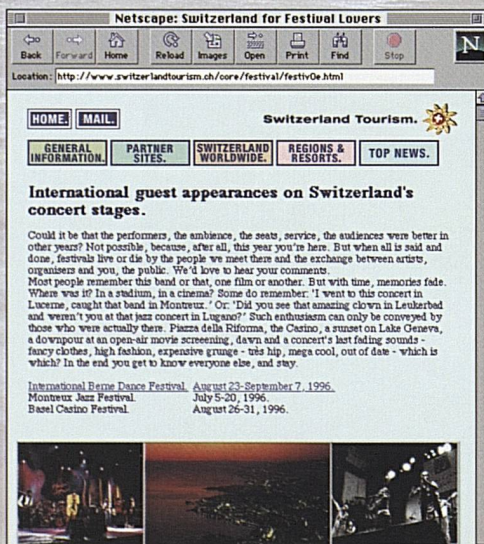 Netscape: Switzerland for Festival Lovers
Back Forward Home Reload Images Open Print Find Stop N
Location: http://www.switzerlandtourism.ch/core/festival/festiv0e.html
HOME. MAIL. Switzerland Tourism.
GENERAL INFORMATION. PARTNER SITES. SWITZERLAND WORLDWIDE. REGIONS & RESORTS. TOP NEWS.
International guest appearances on Switzerland's
concert stages.
Could it be that the performers, the ambience, the seats, service, the audiences were better in
other years? Not possible, because, after all, this year you're here. But when all is said and
done, festivals live or die by the people we meet there and the exchange between artists,
organisers and you, the public. We'd love to hear your comments.
Most people remember this band or that, one film or another. But with time, memories fade.
Where was it? In a stadium, in a cinema? Some do remember: 'I went to this concert in
Lucerne, caught that band in Montreux.' Or: 'Did you see that amazing clown in Leukerbad
and weren't you at that jazz concert in Lugano?' Such enthusiasm can only be conveyed by
those who were actually there. Piazza della Riforma, the Casino, a sunset on Lake Geneva,
a downpour at an open-air movie screeening, dawn and a concert's last fading sounds -
fancy clothes, high fashion, expensive grunge - très hip, mega cool, out of date - which is
which? In the end you get to know everyone else, and stay.
International Berne Dance Festival. August 23-September 7, 1996.
Montreux Jazz Festival. July 5-20, 1996.
Basel Casino Festival. August 26-31, 1996.